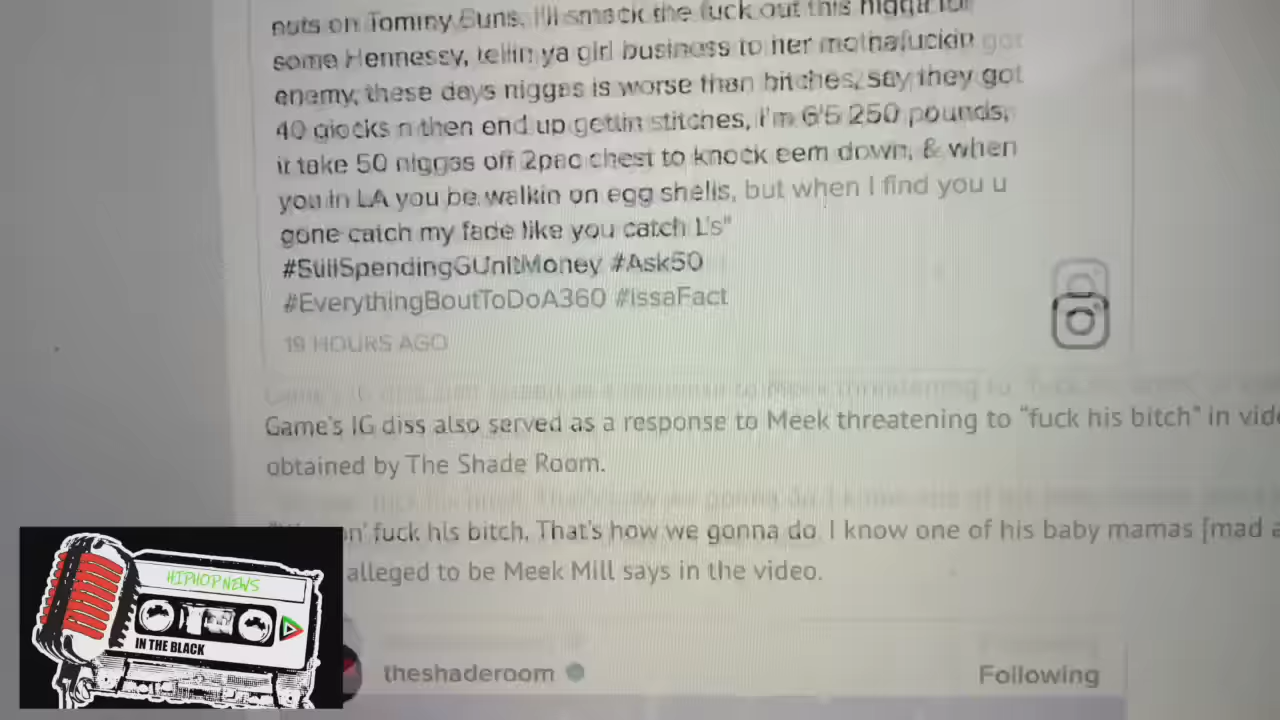 nuts on Tommy Buns, I'll smack the fuck out this nigga for
some Hennessy, tellin ya girl business to her mothafuckin got
enemy, these days niggas is worse than bitches, say they got
40 glocks n then end up gettin stitches, I'm 6'5 250 pounds,
it take 50 niggas off 2pac chest to knock eem down, & when
you in LA you be walkin on egg shells, but when I find you u
gone catch my fade like you catch L's"
#StillSpendingGUnitMoney #Ask50
#EverythingBoutToDoA360 #IssaFact
19 HOURS AGO
Game's IG diss also served as a response to Meek threatening to "fuck his bitch" in
obtained by The Shade Room.
fuck his bitch. That's how we gonna do. I know one of his baby mamas [mad
alleged to be Meek Mill says in the video.
theshaderoom
Following
HIPHOPNEWS
IN THE BLACK